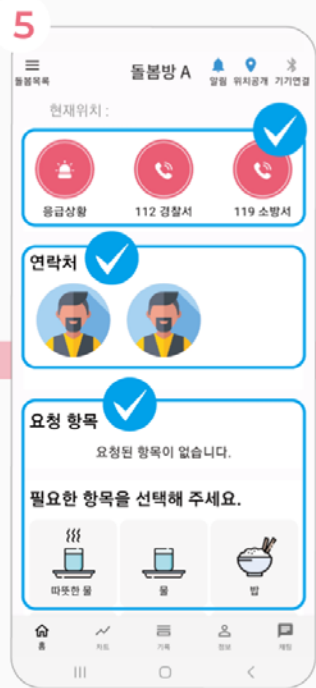 5
돌봄방 A
돌봄목록
알림 위치공개 기기연결
현재위치 :
응급상황 112 경찰서 119 소방서
연락처
요청 항목
요청된 항목이 없습니다.
필요한 항목을 선택해 주세요.
따뜻한 물 물 밥
홈 차트 기록 정보 채팅